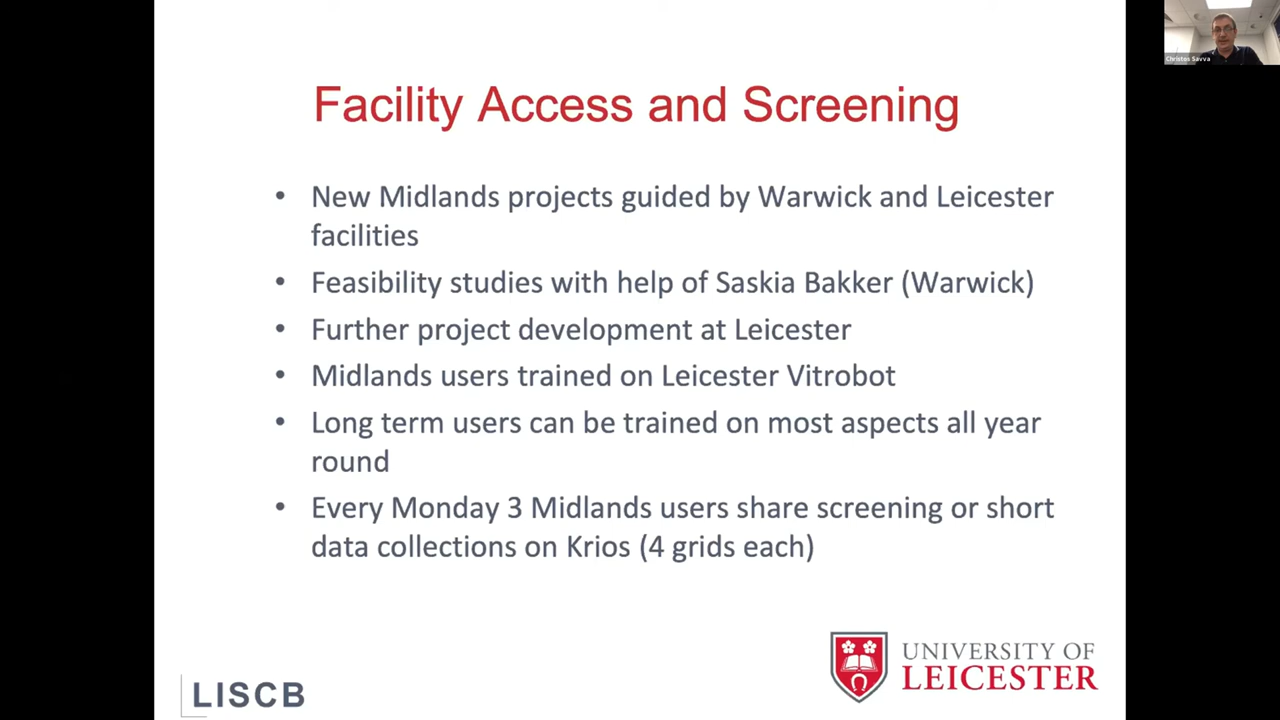 Christos Savva
Facility Access and Screening
• New Midlands projects guided by Warwick and Leicester
facilities
• Feasibility studies with help of Saskia Bakker (Warwick)
• Further project development at Leicester
• Midlands users trained on Leicester Vitrobot
• Long term users can be trained on most aspects all year
round
• Every Monday 3 Midlands users share screening or short
data collections on Krios (4 grids each)
LISCB
UNIVERSITY OF
LEICESTER